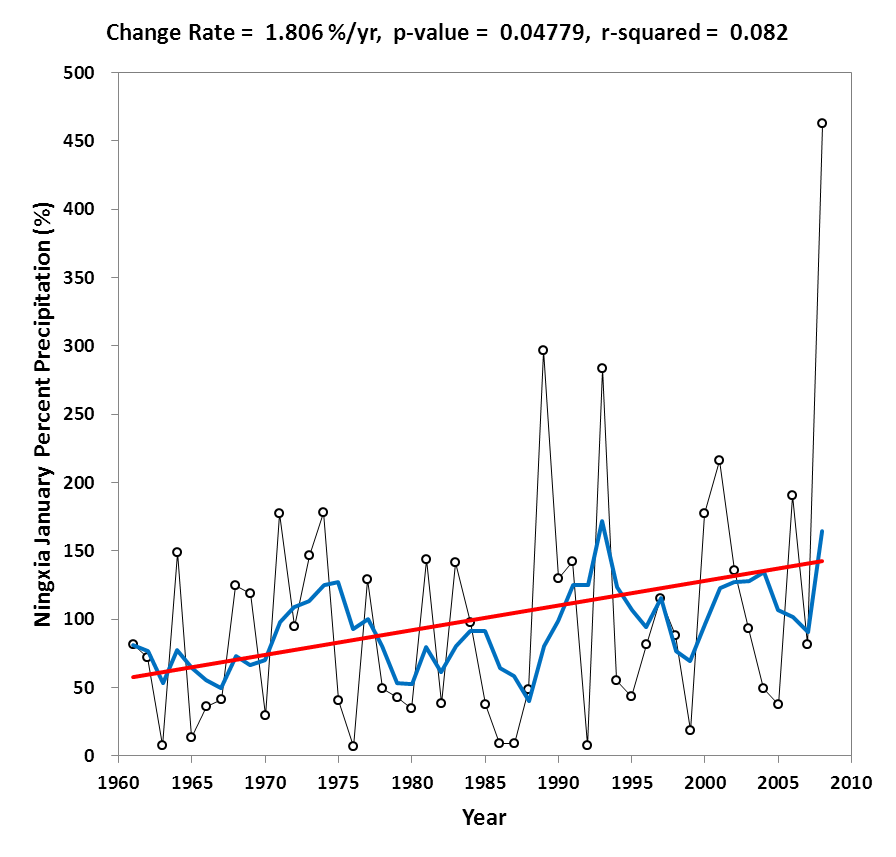 Change Rate = 1.806 %/yr, p-value = 0.04779, r-squared = 0.082
500
450
400
350
300
250
200
150
100
50
0
Ningxia January Percent Precipitation (%)
1960 1965 1970 1975 1980 1985 1990 1995 2000 2005 2010
Year